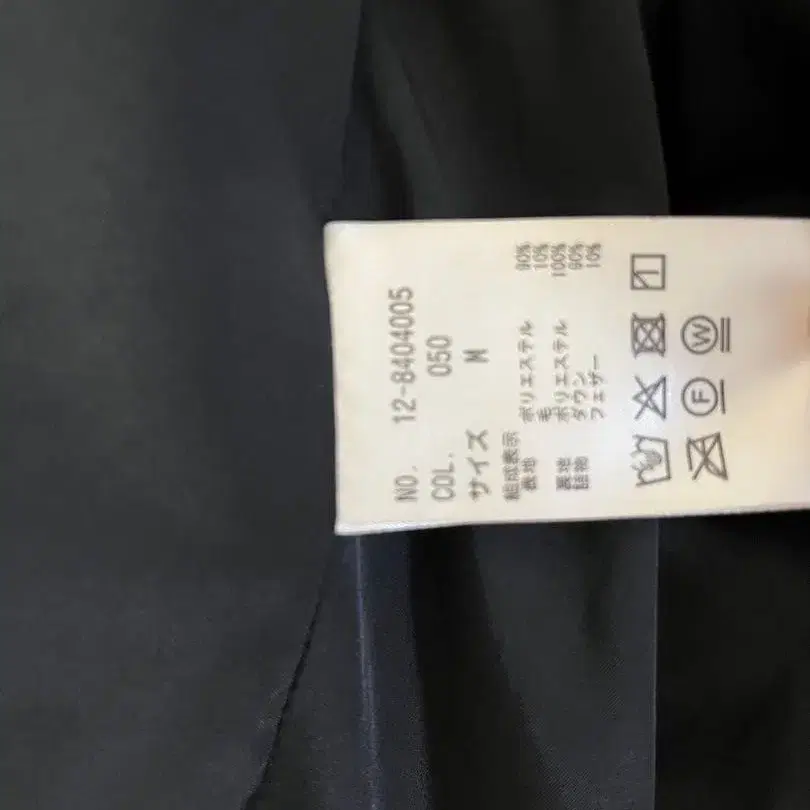 NO. 12-8404005
COL. 050
サイズ M
組成表示
表地 ポリエステル 90%
毛 10%
裏地 ポリエステル 100%
詰物 ダウン 90%
フェザー 10%
F W